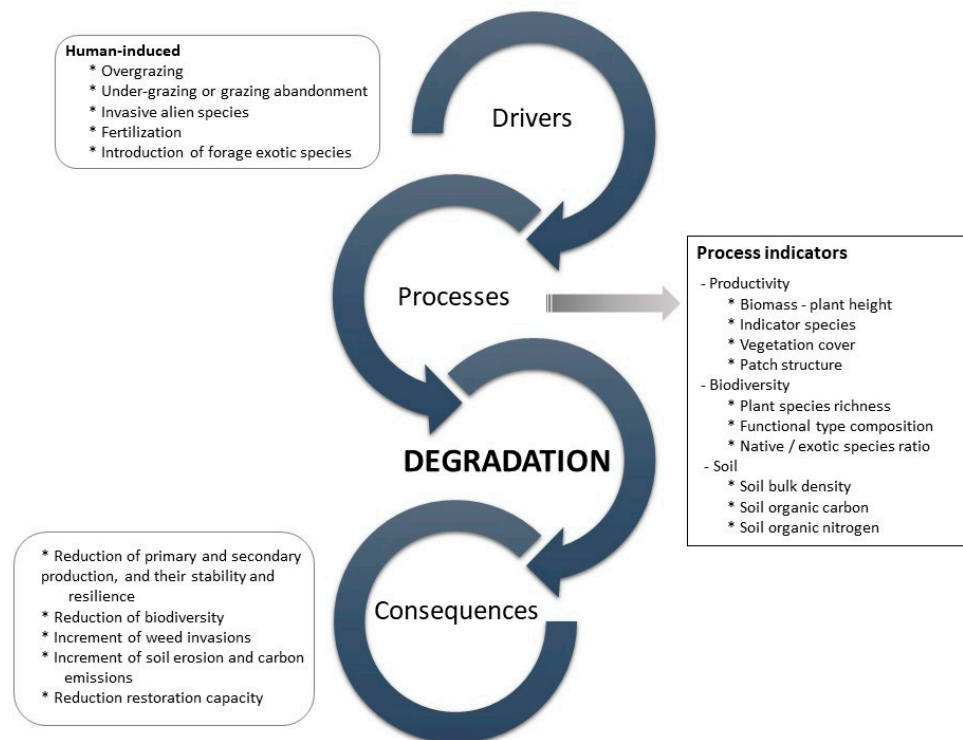 Human-induced
* Overgrazing
* Under-grazing or grazing abandonment
* Invasive alien species
* Fertilization
* Introduction of forage exotic species
Drivers
Processes
Process indicators
- Productivity
* Biomass - plant height
* Indicator species
* Vegetation cover
* Patch structure
- Biodiversity
* Plant species richness
* Functional type composition
* Native / exotic species ratio
- Soil
* Soil bulk density
* Soil organic carbon
* Soil organic nitrogen
DEGRADATION
Consequences
* Reduction of primary and secondary
production, and their stability and
resilience
* Reduction of biodiversity
* Increment of weed invasions
* Increment of soil erosion and carbon
emissions
* Reduction restoration capacity